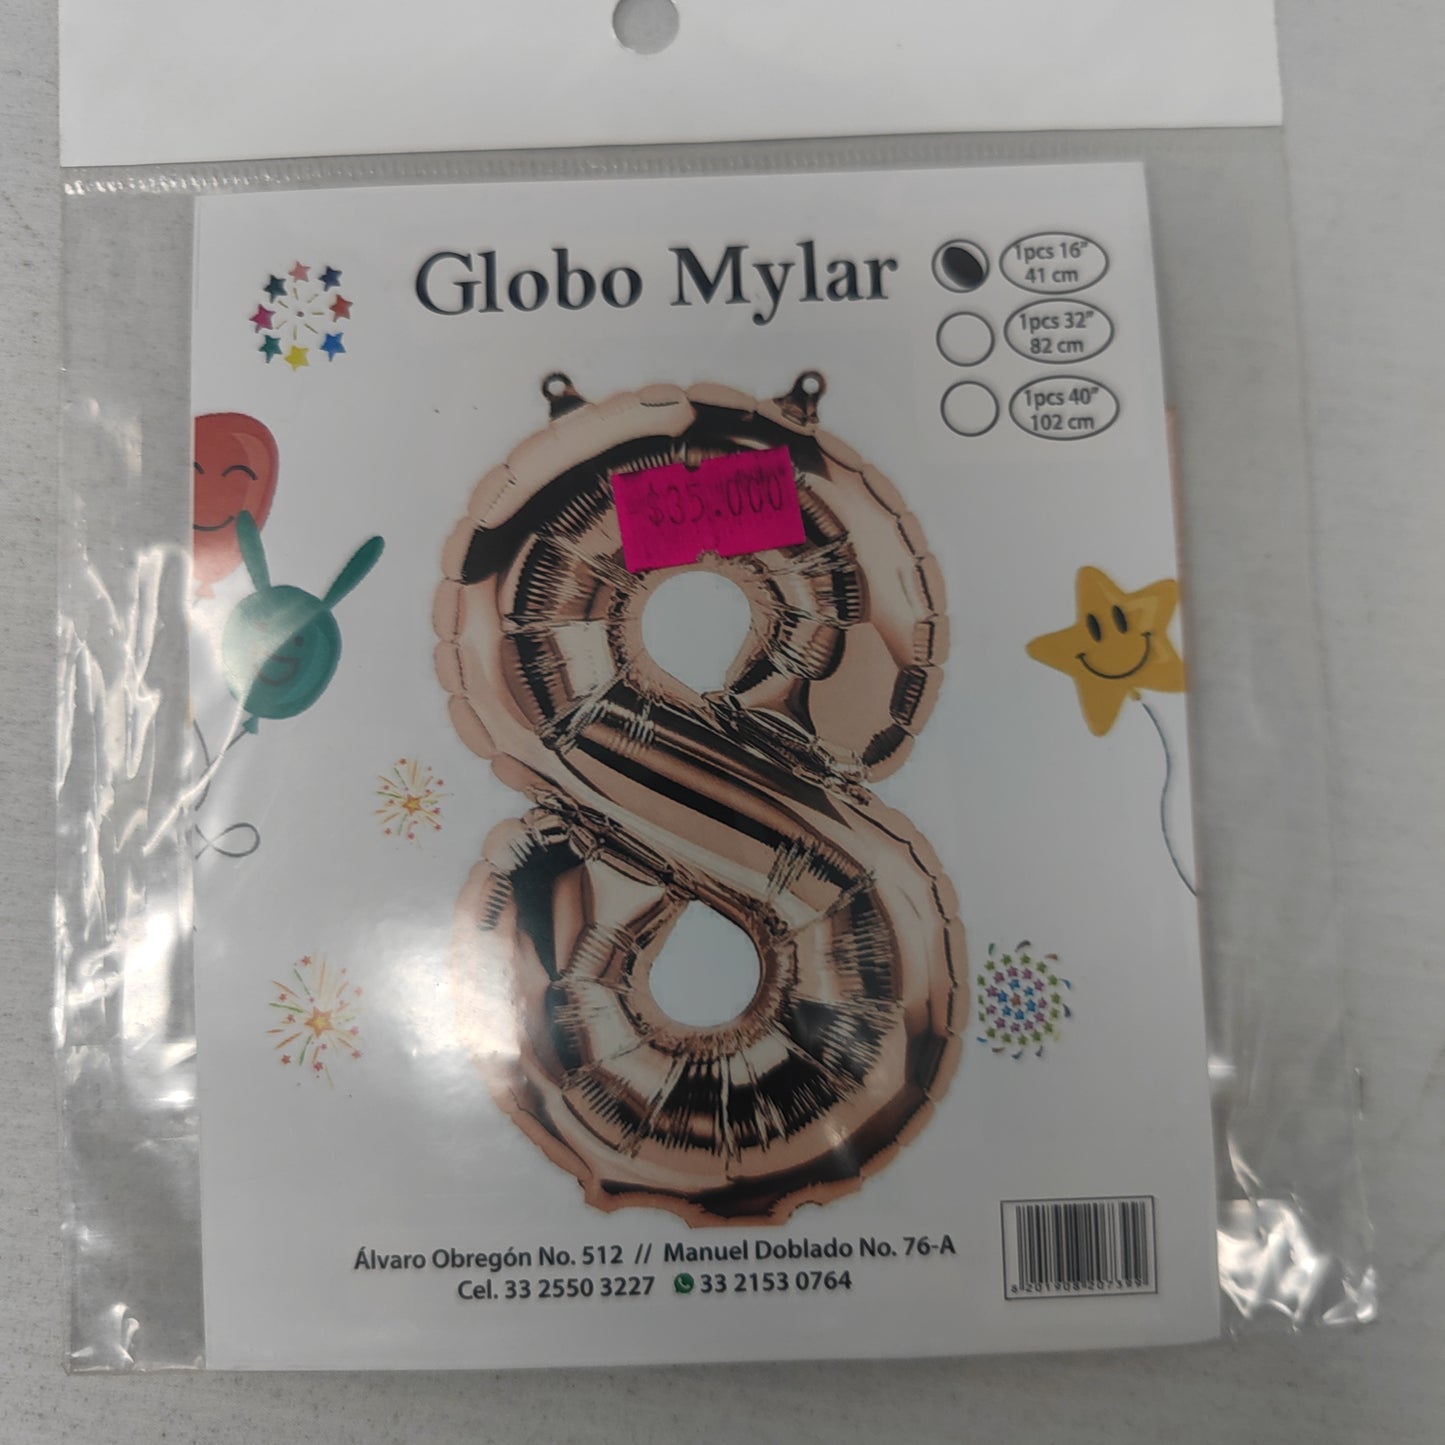 Globo Mylar
1pcs 16"
41 cm
1pcs 32"
82 cm
1pcs 40"
102 cm
$35.000
Álvaro Obregón No. 512 // Manuel Doblado No. 76-A
Cel. 33 2550 3227 33 2153 0764